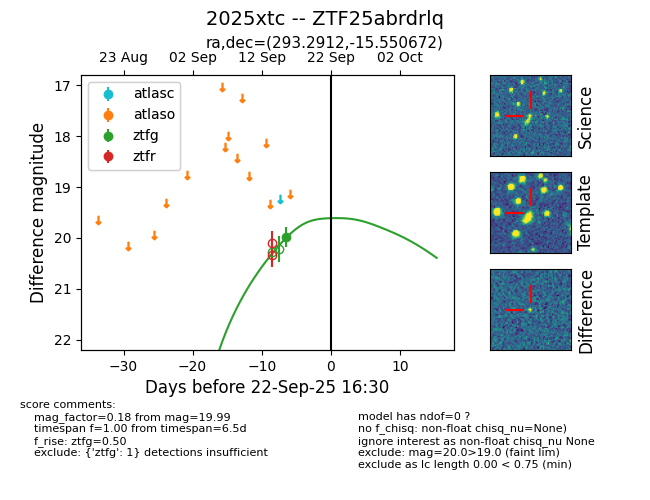 2025xtc -- ZTF25abrdrlq
ra,dec=(293.2912,-15.550672)
23 Aug 02 Sep 12 Sep 22 Sep 02 Oct
17
18
19
20
21
22
Difference magnitude
atlasc
atlaso
ztfg
ztfr
−30 −20 −10 0 10
Days before 22-Sep-25 16:30
Science
Template
Difference
score comments:
mag_factor=0.18 from mag=19.99
timespan f=1.00 from timespan=6.5d
f_rise: ztfg=0.50
exclude: {'ztfg': 1} detections insufficient
model has ndof=0 ?
no f_chisq: non-float chisq_nu=None)
ignore interest as non-float chisq_nu None
exclude: mag=20.0>19.0 (faint lim)
exclude as lc length 0.00 < 0.75 (min)